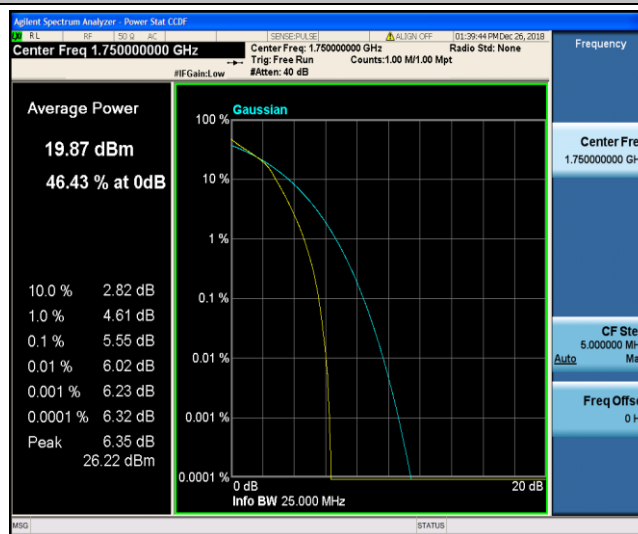 Agilent Spectrum Analyzer - Power Stat CCDF
RL RF 50 Ω AC SENSE:PULSE ALIGN OFF 01:39:44 PM Dec 26, 2018
Center Freq 1.750000000 GHz Center Freq: 1.750000000 GHz Radio Std: None
Trig: Free Run Counts:1.00 M/1.00 Mpt
#IFGain:Low #Atten: 40 dB
Frequency
Average Power
19.87 dBm
46.43 % at 0dB
10.0 % 2.82 dB
1.0 % 4.61 dB
0.1 % 5.55 dB
0.01 % 6.02 dB
0.001 % 6.23 dB
0.0001 % 6.32 dB
Peak 6.35 dB
26.22 dBm
Gaussian
100 %
10 %
1 %
0.1 %
0.01 %
0.001 %
0.0001 %
0 dB 20 dB
Info BW 25.000 MHz
Center Fre
1.750000000 GH
CF Ste
5.000000 MH
Auto Ma
Freq Offse
0 H
MSG STATUS